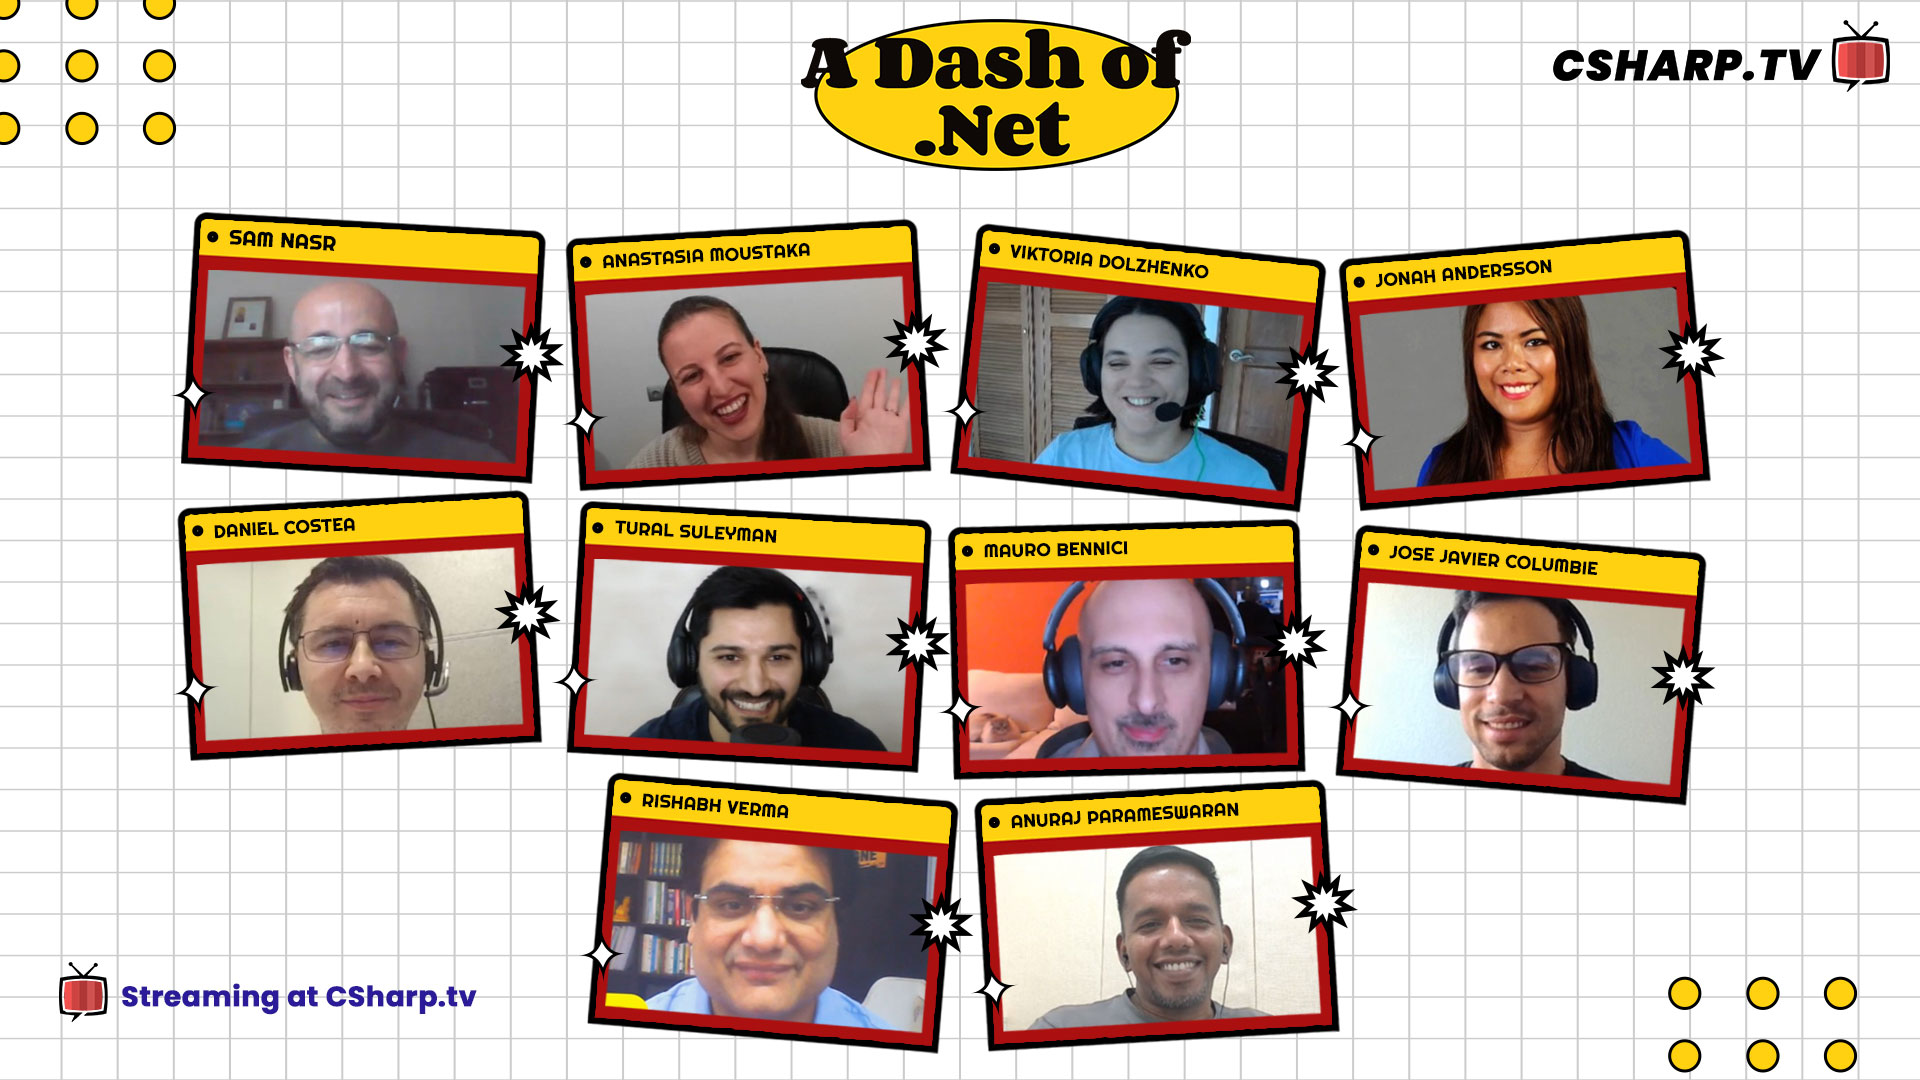 A Dash of
.Net
CSHARP.TV
SAM NASR
ANASTASIA MOUSTAKA
VIKTORIA DOLZHENKO
JONAH ANDERSSON
DANIEL COSTEA
TURAL SULEYMAN
MAURO BENNICI
JOSE JAVIER COLUMBIE
RISHABH VERMA
NE
ANURAJ PARAMESWARAN
Streaming at CSharp.tv